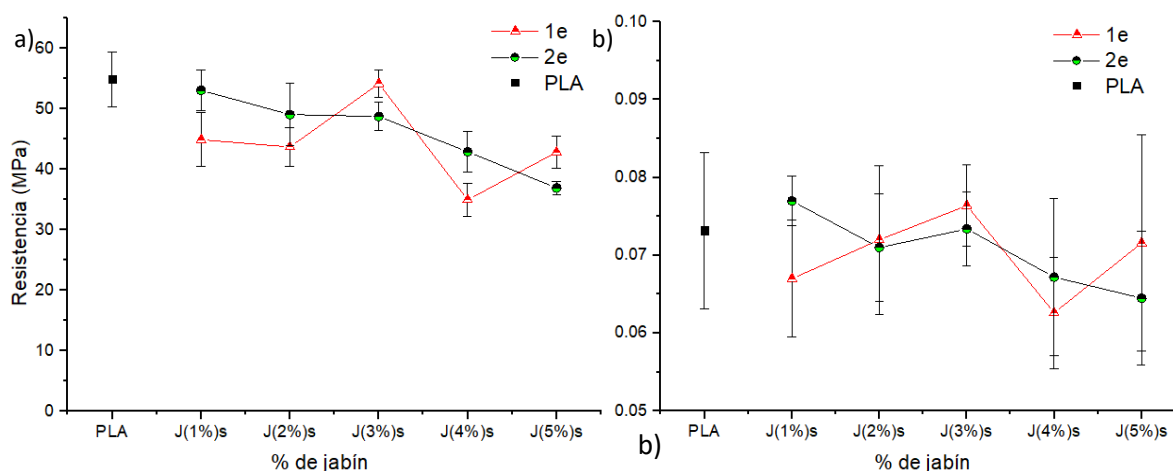 a)
1e
2e
PLA
Resistencia (MPa)
60
50
40
30
20
10
0
PLA J(1%)s J(2%)s J(3%)s J(4%)s J(5%)s
% de jabín
b)
1e
2e
PLA
0.10
0.09
0.08
0.07
0.06
0.05
PLA J(1%)s J(2%)s J(3%)s J(4%)s J(5%)s
b)
% de jabín